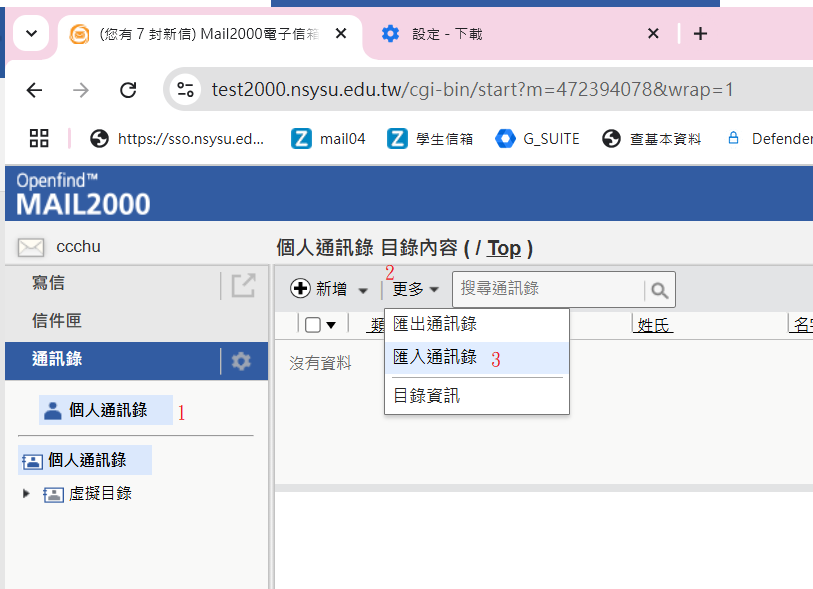 (您有 7 封新信) Mail2000電子信箱
設定 - 下載
test2000.nsysu.edu.tw/cgi-bin/start?m=472394078&wrap=1
https://sso.nsysu.ed...
mail04
學生信箱
G_SUITE
查基本資料
Defender
Openfind™
MAIL2000
ccchu
個人通訊錄 目錄內容 ( / Top )
寫信
2
新增
更多
搜尋通訊錄
信件匣
匯出通訊錄
類
姓氏
名字
通訊錄
匯入通訊錄 3
沒有資料
目錄資訊
個人通訊錄 1
個人通訊錄
虛擬目錄